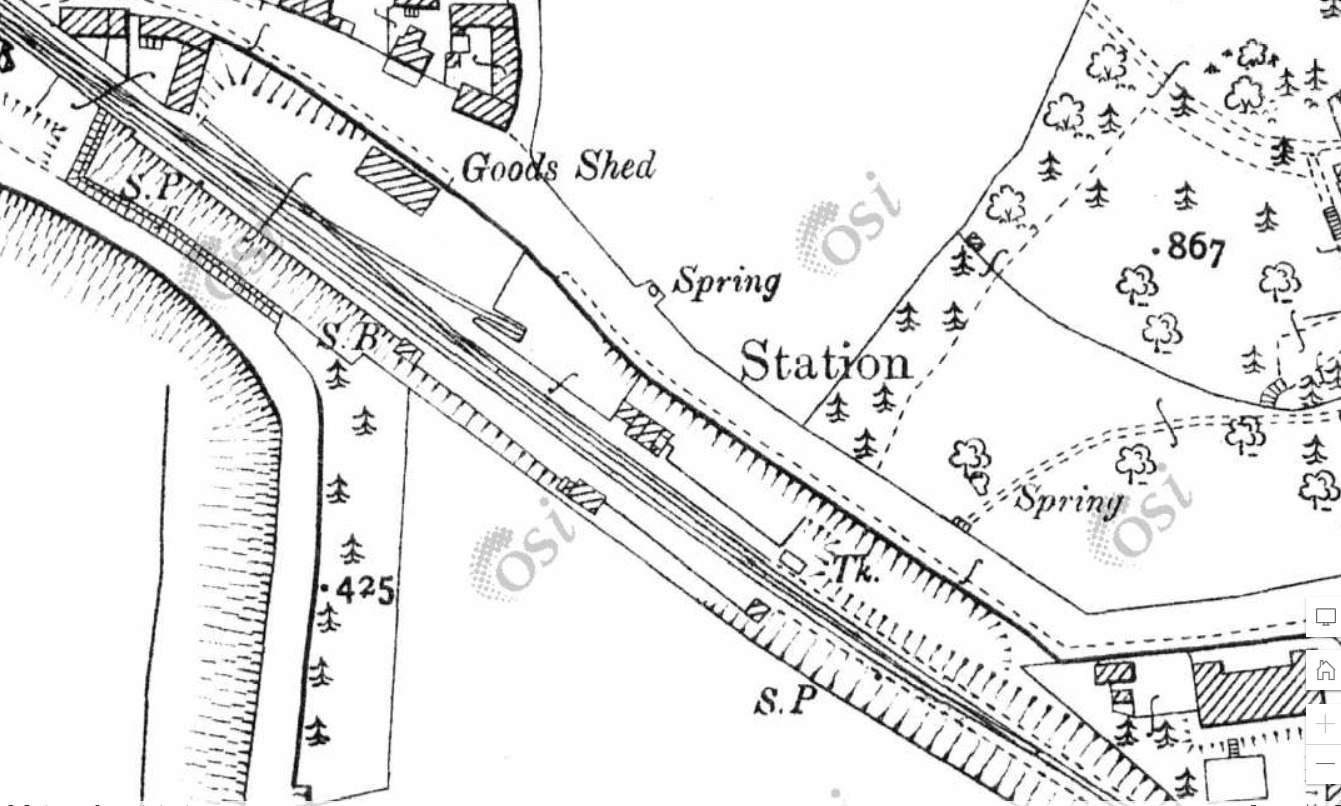 Goods Shed
S.P.
osi
osi
.867
Spring
S.B.
Station
Spring
osi
osi
.425
Tk.
S.P